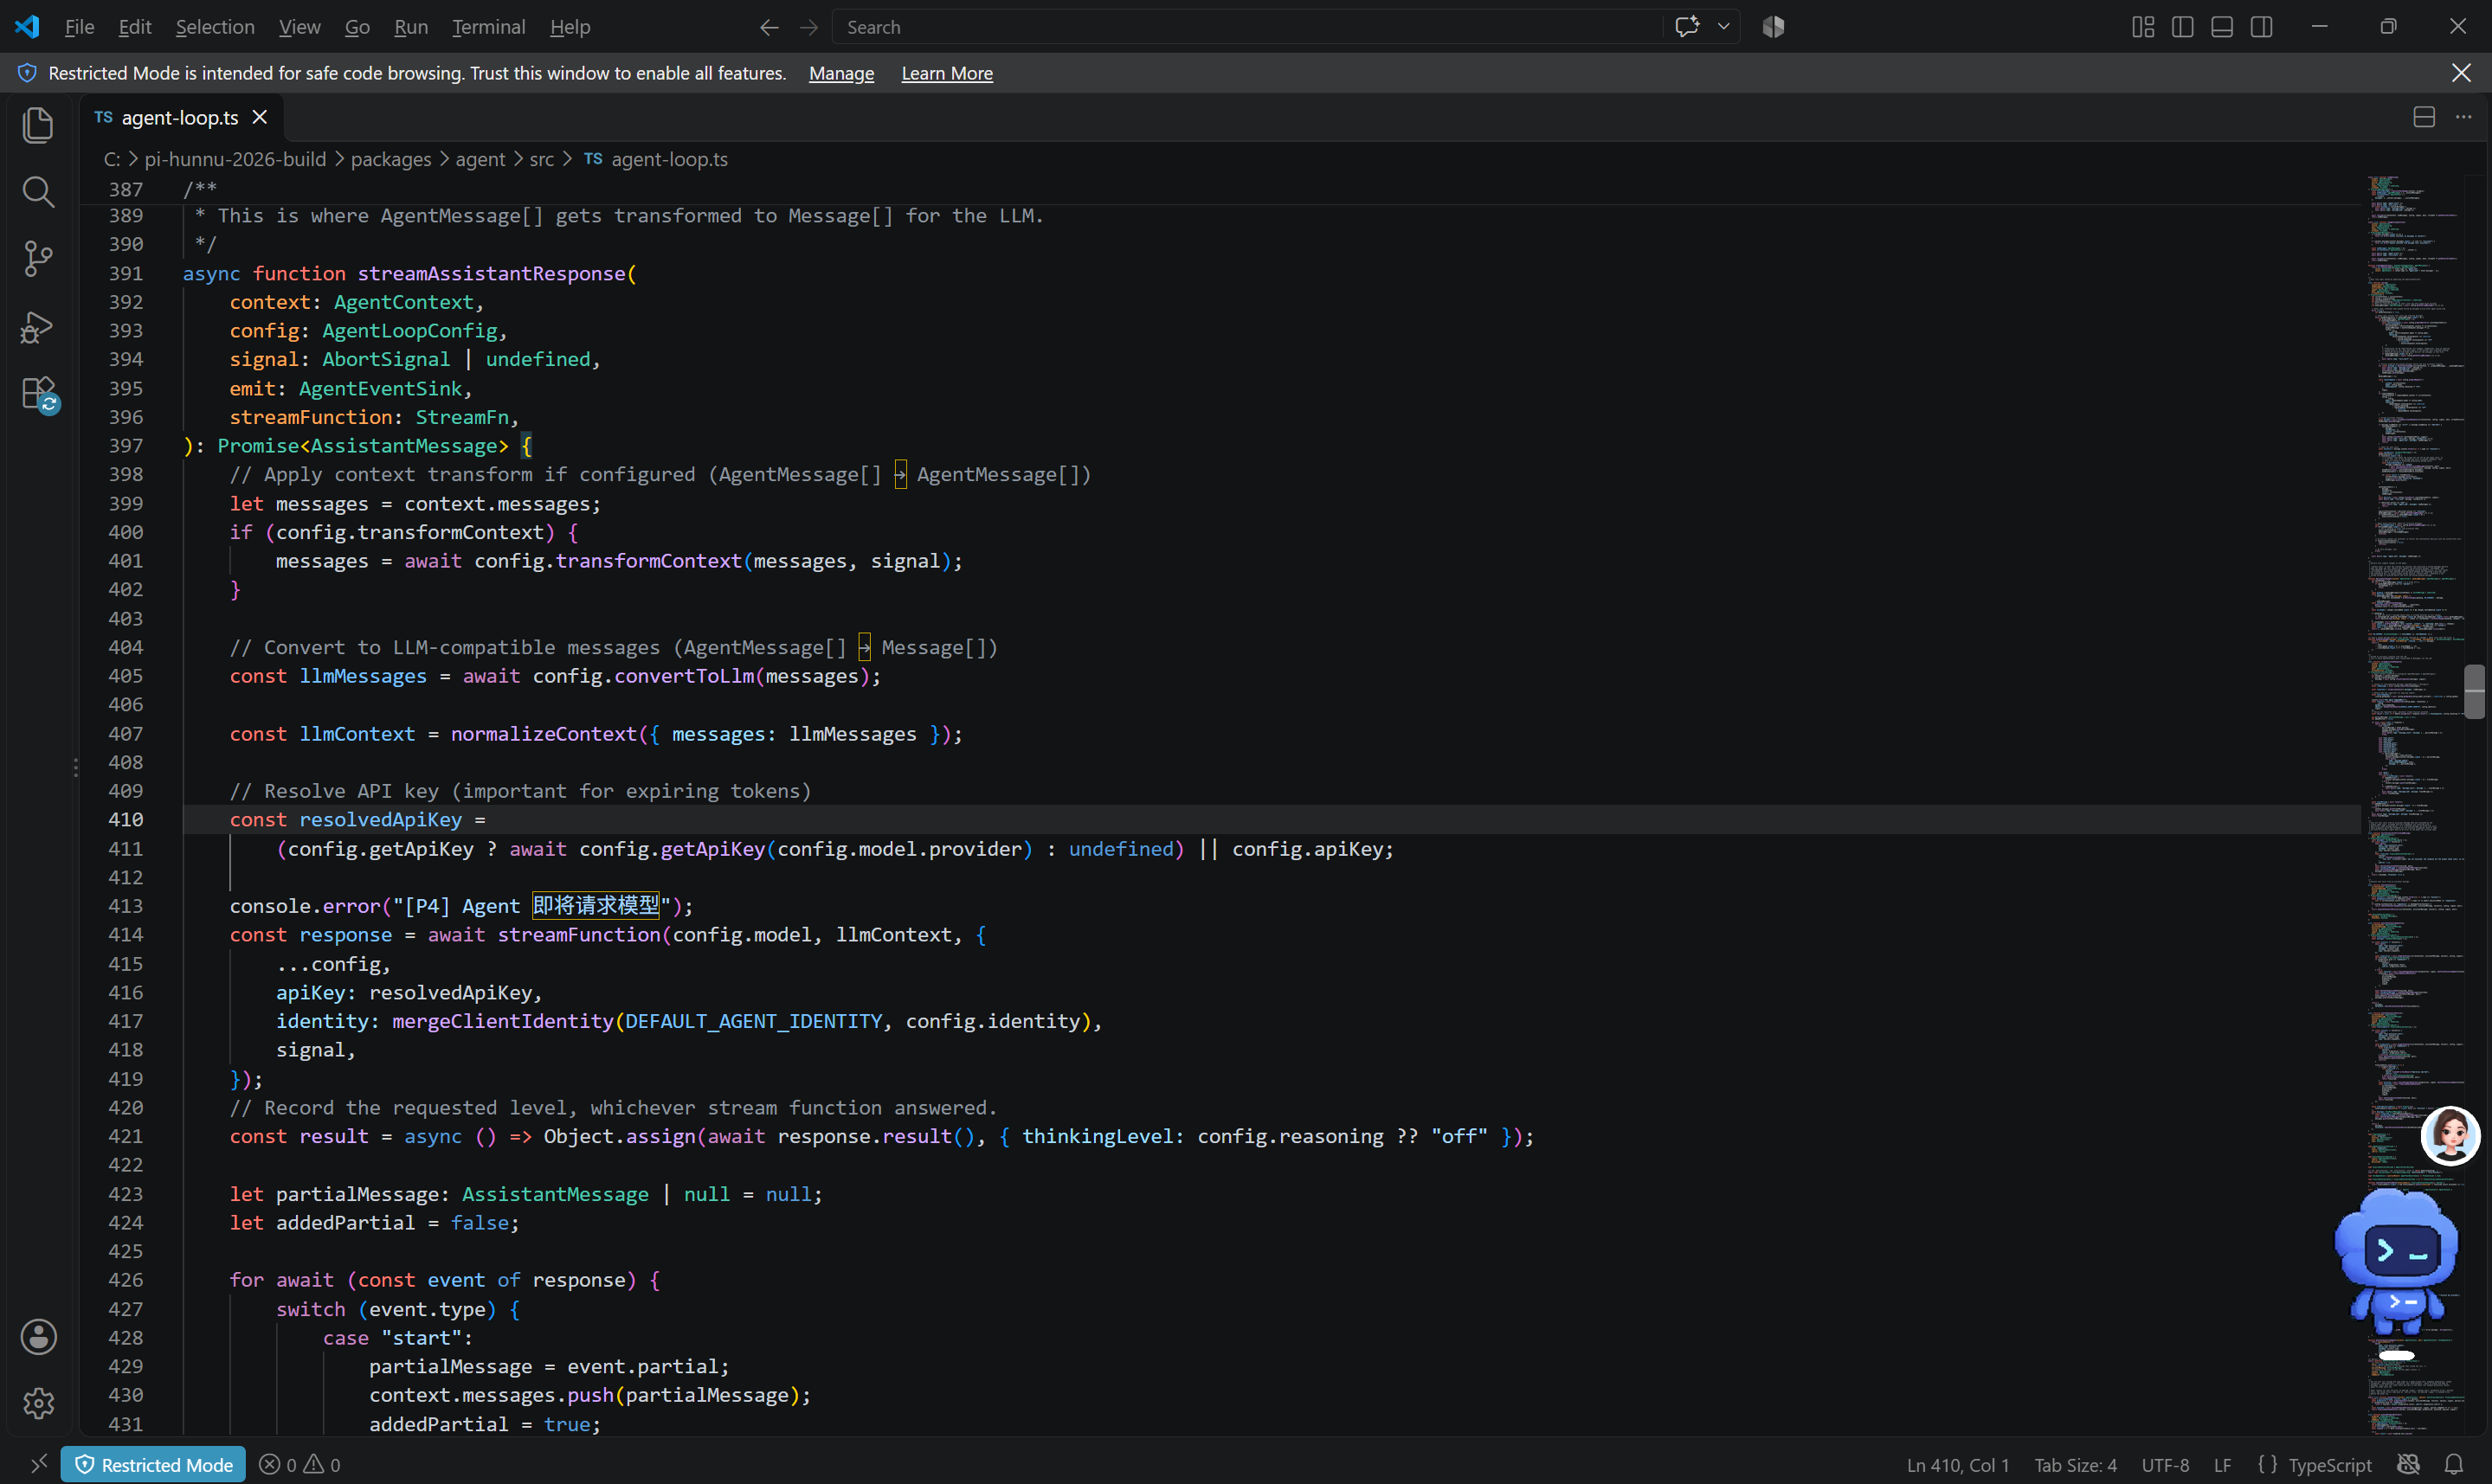 File Edit Selection View Go Run Terminal Help
Search
Restricted Mode is intended for safe code browsing. Trust this window to enable all features. Manage Learn More
TS agent-loop.ts
C: > pi-hunnu-2026-build > packages > agent > src > TS agent-loop.ts
387 /**
389 * This is where AgentMessage[] gets transformed to Message[] for the LLM.
390 */
391 async function streamAssistantResponse(
392 context: AgentContext,
393 config: AgentLoopConfig,
394 signal: AbortSignal | undefined,
395 emit: AgentEventSink,
396 streamFunction: StreamFn,
397 ): Promise<AssistantMessage> {
398 // Apply context transform if configured (AgentMessage[] → AgentMessage[])
399 let messages = context.messages;
400 if (config.transformContext) {
401 messages = await config.transformContext(messages, signal);
402 }
403
404 // Convert to LLM-compatible messages (AgentMessage[] → Message[])
405 const llmMessages = await config.convertToLlm(messages);
406
407 const llmContext = normalizeContext({ messages: llmMessages });
408
409 // Resolve API key (important for expiring tokens)
410 const resolvedApiKey =
411 (config.getApiKey ? await config.getApiKey(config.model.provider) : undefined) || config.apiKey;
412
413 console.error("[P4] Agent 即将请求模型");
414 const response = await streamFunction(config.model, llmContext, {
415 ...config,
416 apiKey: resolvedApiKey,
417 identity: mergeClientIdentity(DEFAULT_AGENT_IDENTITY, config.identity),
418 signal,
419 });
420 // Record the requested level, whichever stream function answered.
421 const result = async () => Object.assign(await response.result(), { thinkingLevel: config.reasoning ?? "off" });
422
423 let partialMessage: AssistantMessage | null = null;
424 let addedPartial = false;
425
426 for await (const event of response) {
427 switch (event.type) {
428 case "start":
429 partialMessage = event.partial;
430 context.messages.push(partialMessage);
431 addedPartial = true;
Restricted Mode 0 0 Ln 410, Col 1 Tab Size: 4 UTF-8 LF {} TypeScript